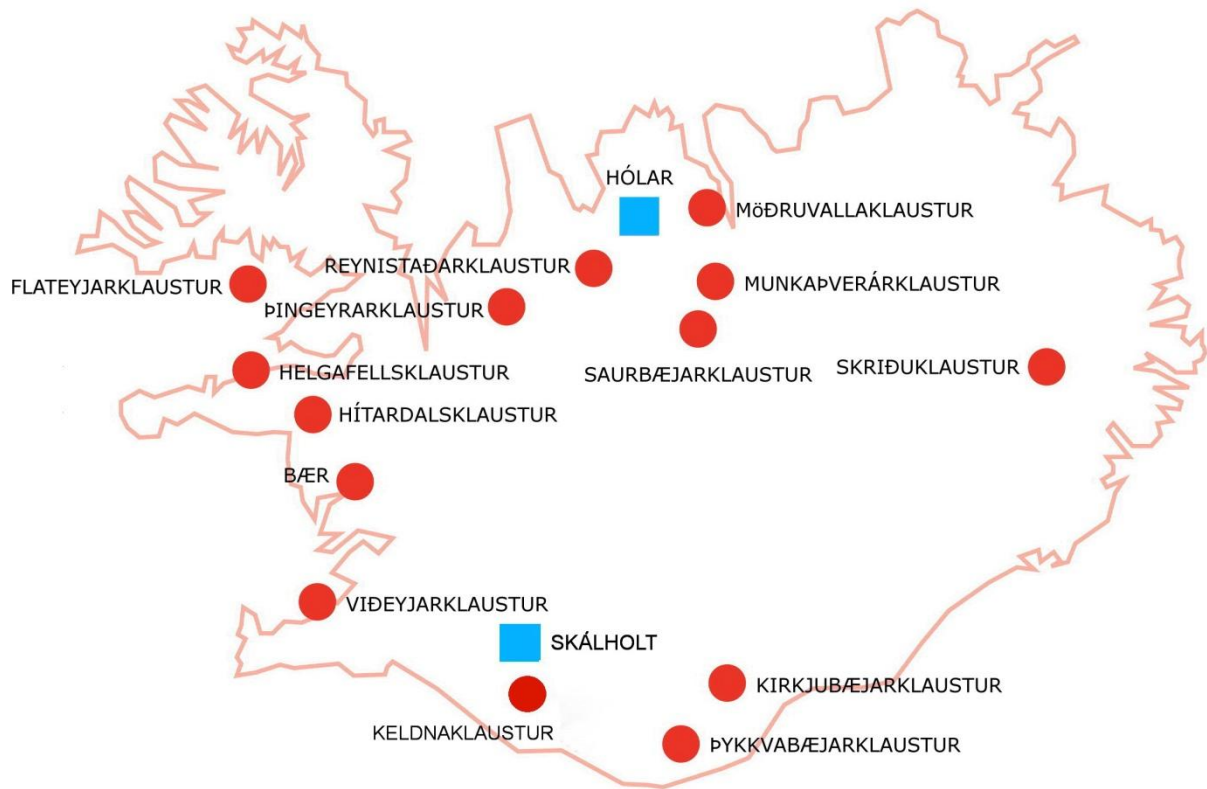 HÓLAR
MöÐRUVALLAKLAUSTUR
REYNISTAÐARKLAUSTUR
FLATEYJARKLAUSTUR
MUNKAÞVERÁRKLAUSTUR
ÞINGEYRARKLAUSTUR
HELGAFELLSKLAUSTUR
SAURBÆJARKLAUSTUR
SKRIÐUKLAUSTUR
HÍTARDALSKLAUSTUR
BÆR
VIÐEYJARKLAUSTUR
SKÁLHOLT
KIRKJUBÆJARKLAUSTUR
KELDNAKLAUSTUR
ÞYKKVABÆJARKLAUSTUR